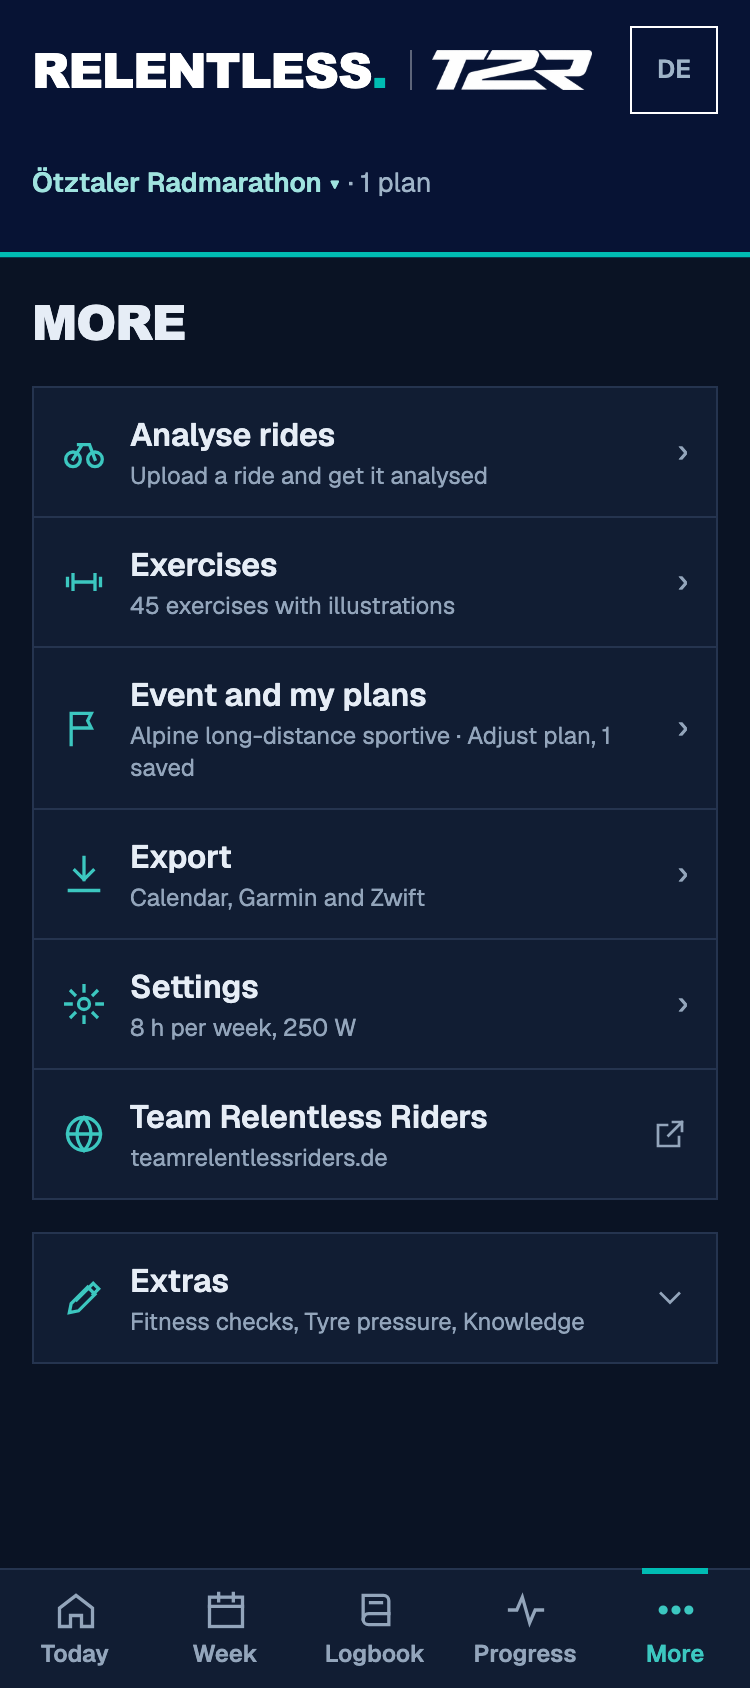 RELENTLESS. | T2R
DE
Ötztaler Radmarathon ▾ · 1 plan
MORE
Analyse rides
Upload a ride and get it analysed
Exercises
45 exercises with illustrations
Event and my plans
Alpine long-distance sportive · Adjust plan, 1
saved
Export
Calendar, Garmin and Zwift
Settings
8 h per week, 250 W
Team Relentless Riders
teamrelentlessriders.de
Extras
Fitness checks, Tyre pressure, Knowledge
Today
Week
Logbook
Progress
More